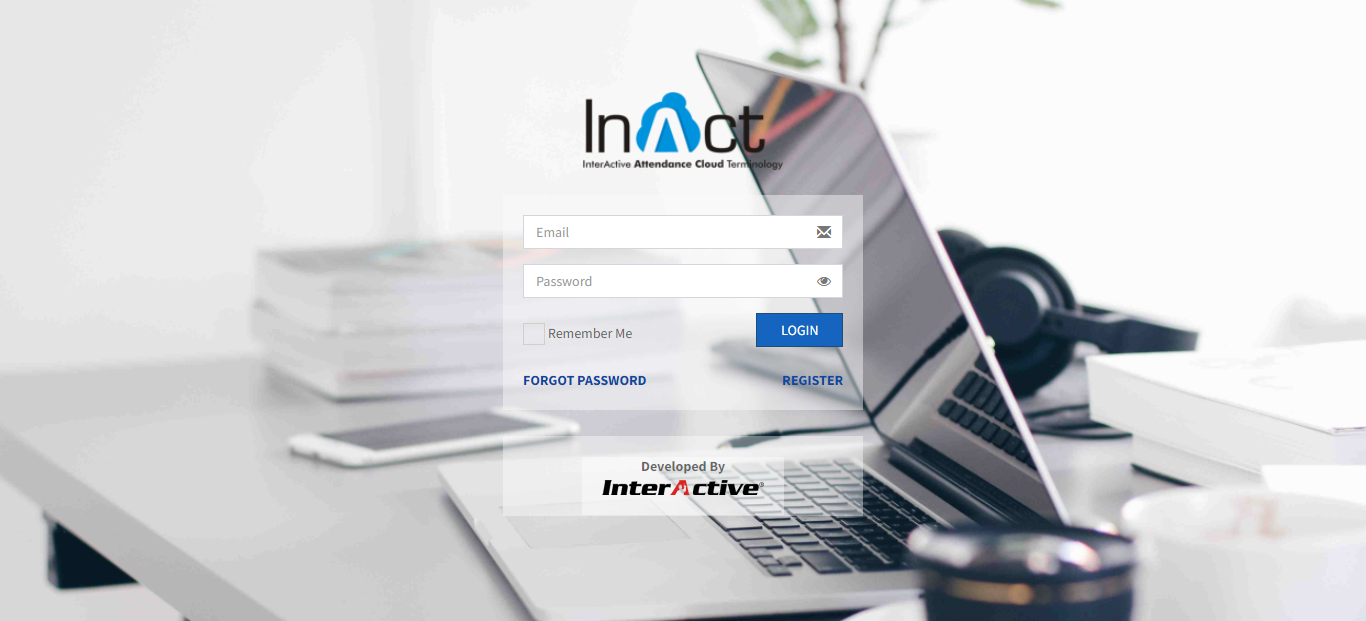 InAct
InterActive Attendance Cloud Terminology
Email
Password
Remember Me
LOGIN
FORGOT PASSWORD
REGISTER
Developed By
InterActive®